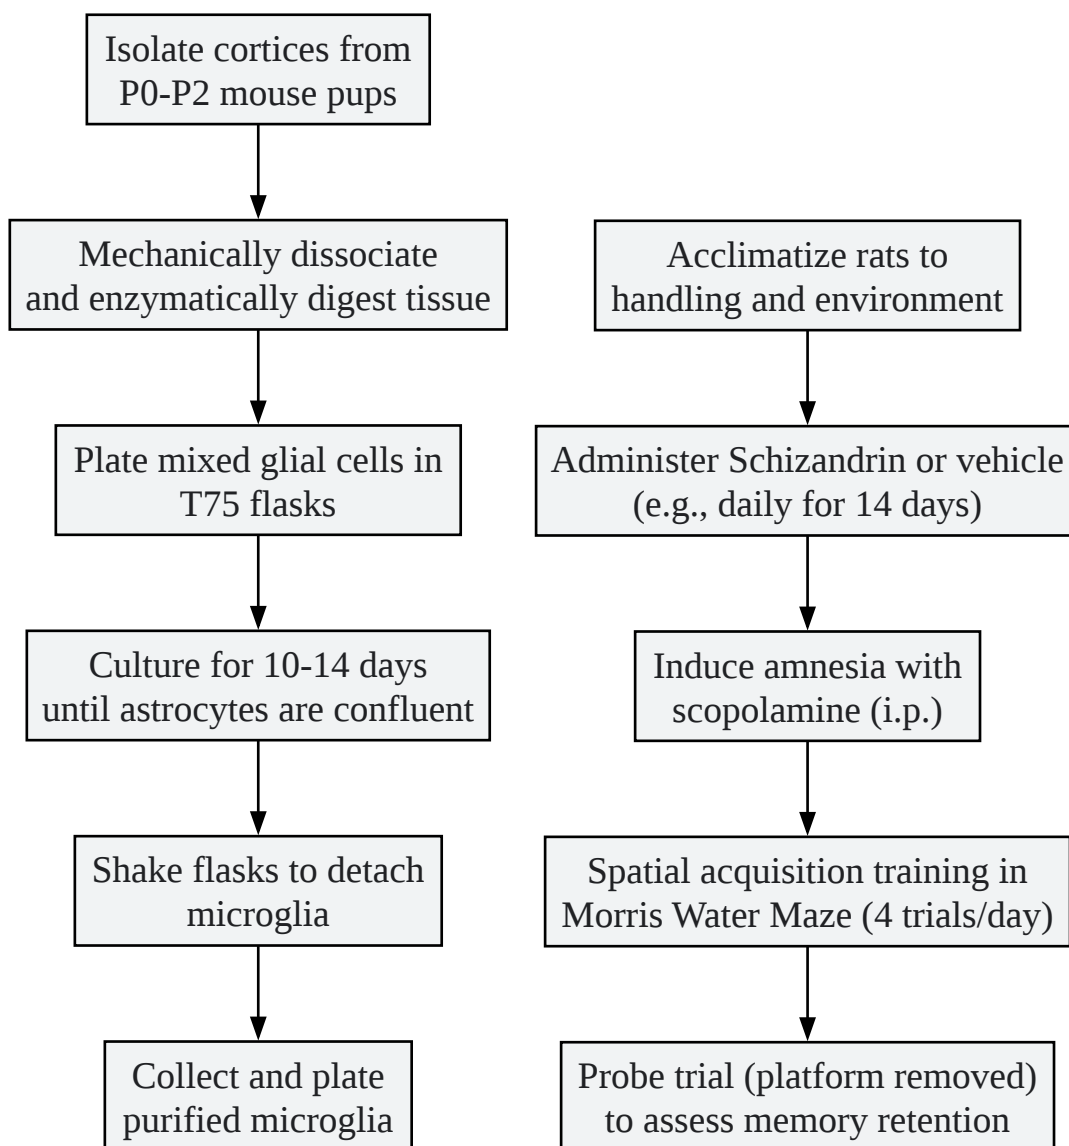 Isolate cortices from
P0-P2 mouse pups
Mechanically dissociate
and enzymatically digest tissue
Plate mixed glial cells in
T75 flasks
Culture for 10-14 days
until astrocytes are confluent
Shake flasks to detach
microglia
Collect and plate
purified microglia
Acclimatize rats to
handling and environment
Administer Schizandrin or vehicle
(e.g., daily for 14 days)
Induce amnesia with
scopolamine (i.p.)
Spatial acquisition training in
Morris Water Maze (4 trials/day)
Probe trial (platform removed)
to assess memory retention